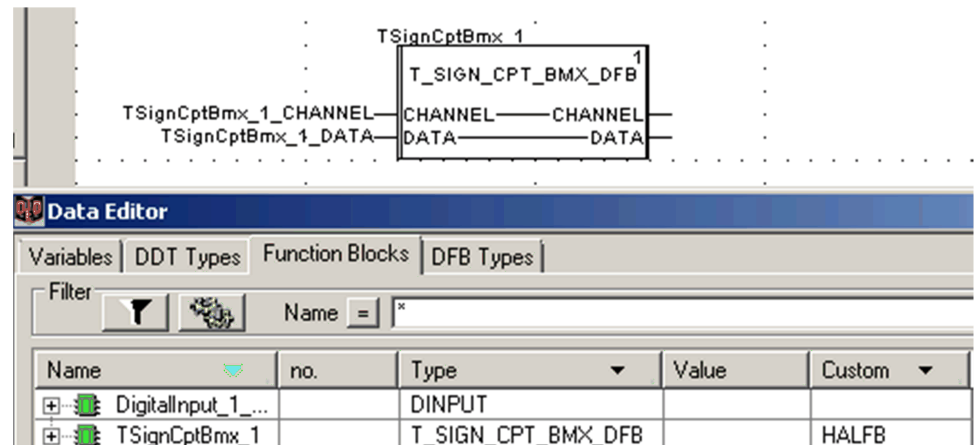 TSignCptBmx_1
1
T_SIGN_CPT_BMX_DFB
TSignCptBmx_1_CHANNEL CHANNEL CHANNEL
TSignCptBmx_1_DATA DATA DATA
Data Editor
Variables DDT Types Function Blocks DFB Types
Filter
Name = *
Name no. Type Value Custom
DigitalInput_1_... DINPUT
TSignCptBmx_1 T_SIGN_CPT_BMX_DFB HALFB